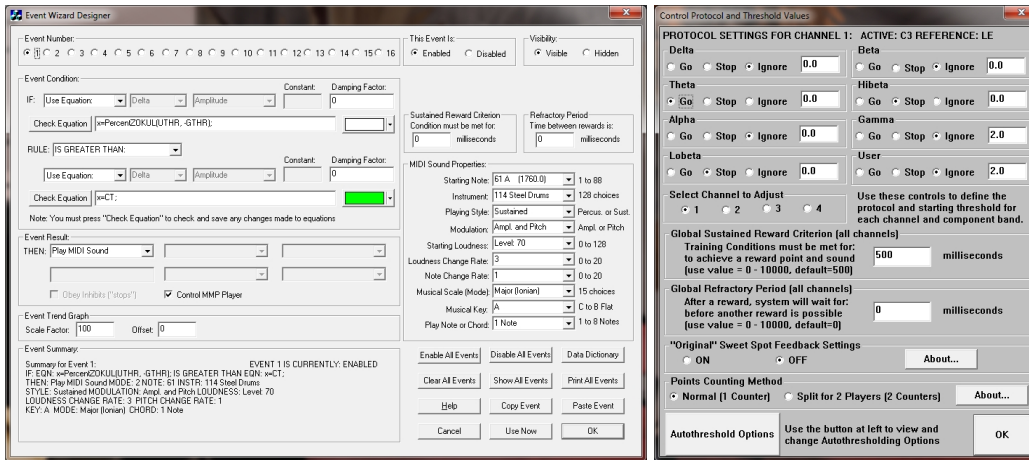 Event Wizard Designer
Event Number:
1 2 3 4 5 6 7 8 9 10 11 12 13 14 15 16
This Event Is:
Enabled Disabled
Visibility:
Visible Hidden
Event Condition:
Constant: Damping Factor:
IF: Use Equation: Delta Amplitude 0
Check Equation x=PercentZOKUL(UTHR, -GTHR);
RULE: IS GREATER THAN:
Constant: Damping Factor:
Use Equation: Delta Amplitude 0
Check Equation x=CT;
Note: You must press "Check Equation" to check and save any changes made to equations
Event Result:
THEN: Play MIDI Sound
Obey Inhibits ("stops") Control MMP Player
Event Trend Graph
Scale Factor: 100 Offset: 0
Event Summary:
Summary for Event 1: EVENT 1 IS CURRENTLY: ENABLED
IF: EQN: x=PercentZOKUL(UTHR, -GTHR); IS GREATER THAN EQN: x=CT;
THEN: Play MIDI Sound MODE: 2 NOTE: 61 INSTR: 114 Steel Drums
STYLE: Sustained MODULATION: Ampl. and Pitch LOUDNESS: Level: 70
LOUDNESS CHANGE RATE: 3 PITCH CHANGE RATE: 1
KEY: A MODE: Major (Ionian) CHORD: 1 Note
Sustained Reward Criterion
Condition must be met for:
0 milliseconds
Refractory Period
Time between rewards is:
0 milliseconds
MIDI Sound Properties:
Starting Note: 61 A (1760.0) 1 to 88
Instrument: 114 Steel Drums 128 choices
Playing Style: Sustained Percus. or Sust.
Modulation: Ampl. and Pitch Ampl. or Pitch
Starting Loudness: Level: 70 0 to 128
Loudness Change Rate: 3 0 to 20
Note Change Rate: 1 0 to 20
Musical Scale (Mode): Major (Ionian) 15 choices
Musical Key: A C to B Flat
Play Note or Chord: 1 Note 1 to 8 Notes
Enable All Events Disable All Events Data Dictionary
Clear All Events Show All Events Print All Events
Help Copy Event Paste Event
Cancel Use Now OK
Control Protocol and Threshold Values
PROTOCOL SETTINGS FOR CHANNEL 1: ACTIVE: C3 REFERENCE: LE
Delta
Go Stop Ignore 0.0
Beta
Go Stop Ignore 0.0
Theta
Go Stop Ignore 0.0
Hibeta
Go Stop Ignore 0.0
Alpha
Go Stop Ignore 0.0
Gamma
Go Stop Ignore 2.0
Lobeta
Go Stop Ignore 0.0
User
Go Stop Ignore 2.0
Select Channel to Adjust
1 2 3 4
Use these controls to define the
protocol and starting threshold for
each channel and component band.
Global Sustained Reward Criterion (all channels)
Training Conditions must be met for:
to achieve a reward point and sound
(use value = 0 - 10000, default=500)
500 milliseconds
Global Refractory Period (all channels)
After a reward, system will wait for:
before another reward is possible
(use value = 0 - 10000, default=0)
0 milliseconds
"Original" Sweet Spot Feedback Settings
ON OFF About...
Points Counting Method
Normal (1 Counter) Split for 2 Players (2 Counters) About...
Autothreshold Options
Use the button at left to view and
change Autothresholding Options
OK